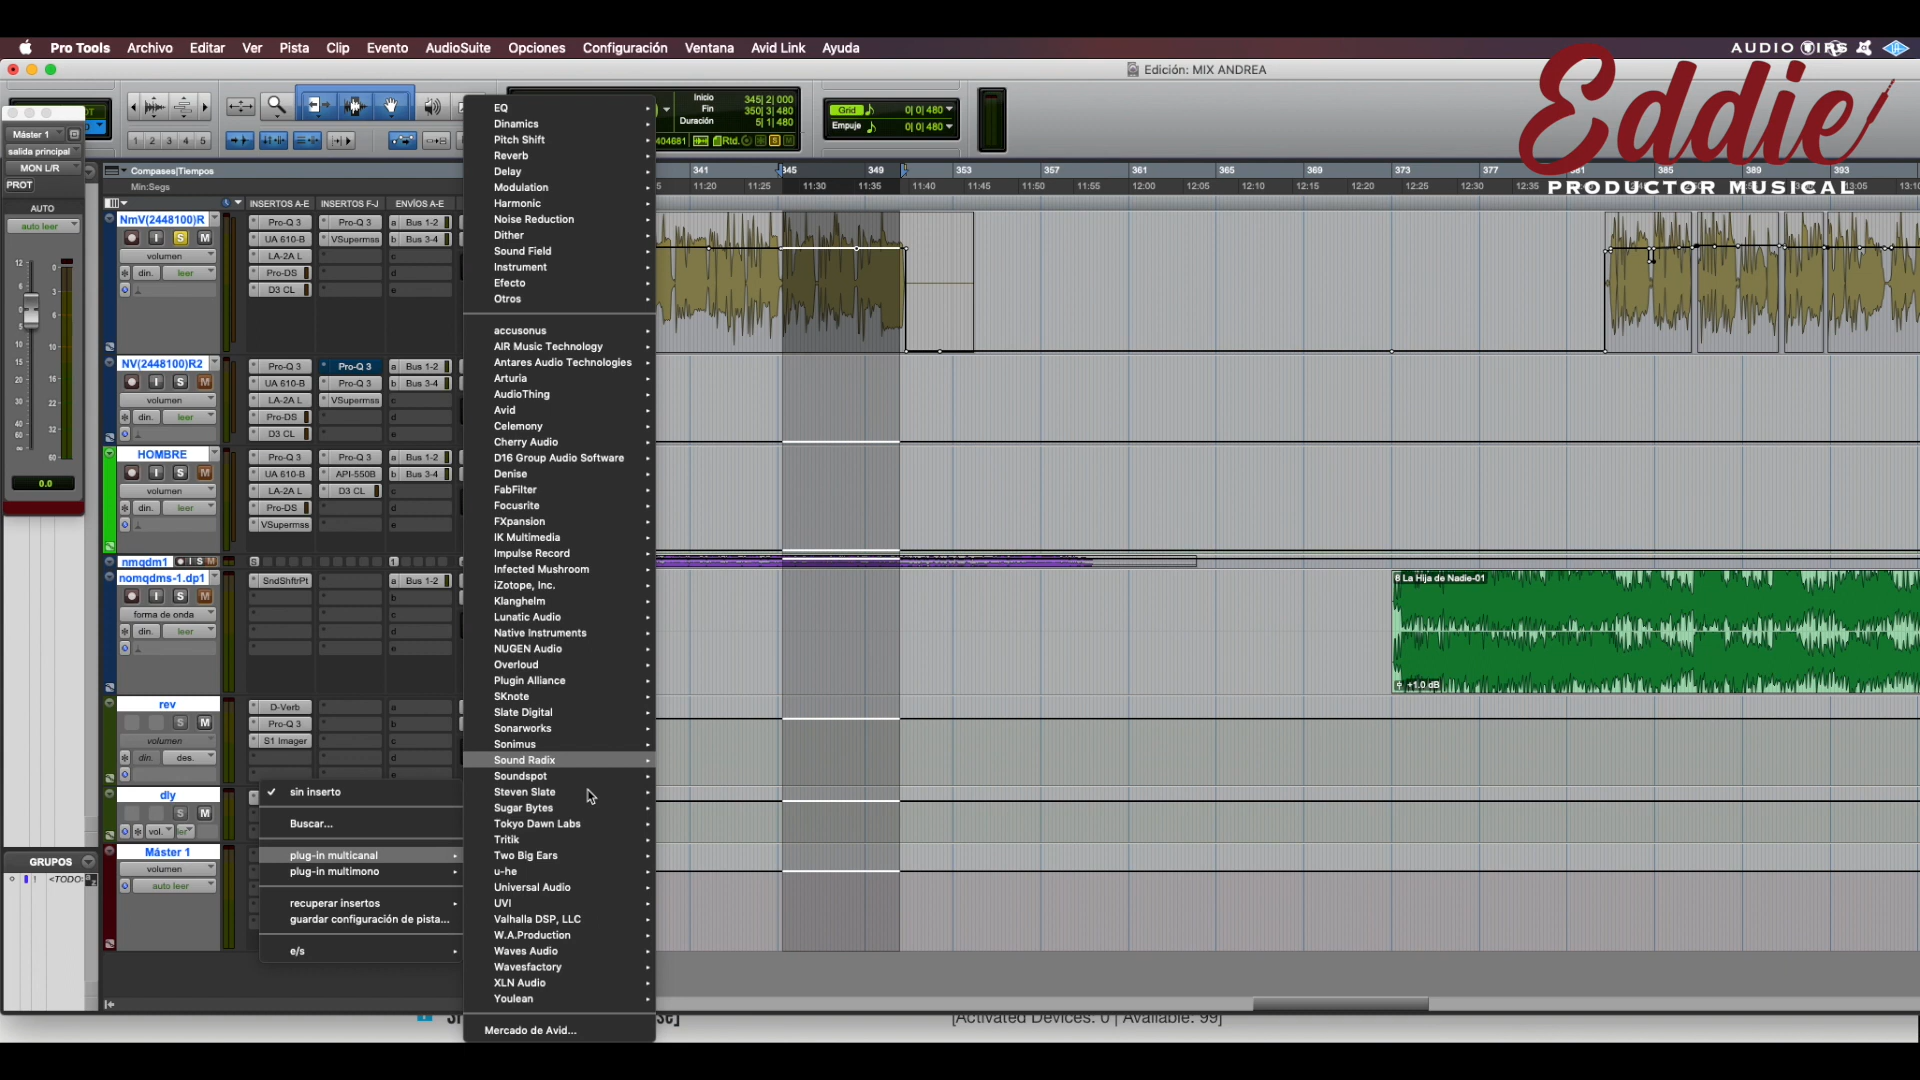 Pro Tools Archivo Editar Ver Pista Clip Evento AudioSuite Opciones Configuración Ventana Avid Link Ayuda
AUDIO
Edición: MIX ANDREA
Eddie
PRODUCTOR MUSICAL
Inicio 345| 2| 000
Fin 350| 3| 480
Duración 5| 1| 480
Grid 0| 0| 480
Empuje 0| 0| 480
1 2 3 4 5
404681 Rtd.
Máster 1
salida principal
MON L/R
PROT
AUTO
auto leer
0.0
GRUPOS
1 <TODO>
Compases|Tiempos
341 345 349 353 357 361 365 369 373 377 381 385 389 393
Min:Segs
11:20 11:25 11:30 11:35 11:40 11:45 11:50 11:55 12:00 12:05 12:10 12:15 12:20 12:25 12:30 12:35
INSERTOS A-E INSERTOS F-J ENVÍOS A-E
NmV(2448100)R Pro-Q 3 Pro-Q 3 a Bus 1-2
I S M UA 610-B VSupermss b Bus 3-4
volumen LA-2A L c
din. leer Pro-DS d
D3 CL e
NV(2448100)R2 Pro-Q 3 Pro-Q 3 a Bus 1-2
I S M UA 610-B Pro-Q 3 b Bus 3-4
volumen LA-2A L VSupermss c
din. leer Pro-DS d
D3 CL e
HOMBRE Pro-Q 3 Pro-Q 3 a Bus 1-2
I S M UA 610-B API-550B b Bus 3-4
volumen LA-2A L D3 CL c
din. leer Pro-DS d
VSupermss e
nmqdm1 I S M S 1
nomqdms-1.dp1 SndShftrPt a Bus 1-2
I S M b
forma de onda c
din. leer d
e
6 La Hija de Nadie-01
+1.0 dB
rev D-Verb a
S M Pro-Q 3 b
volumen S1 Imager c
din. des. d
e
dly
S M
vol.
Máster 1
volumen
auto leer
sin inserto
Buscar...
plug-in multicanal
plug-in multimono
recuperar insertos
guardar configuración de pista...
e/s
EQ
Dynamics
Pitch Shift
Reverb
Delay
Modulation
Harmonic
Noise Reduction
Dither
Sound Field
Instrument
Efecto
Otros
accusonus
AIR Music Technology
Antares Audio Technologies
Arturia
AudioThing
Avid
Celemony
Cherry Audio
D16 Group Audio Software
Denise
FabFilter
Focusrite
FXpansion
IK Multimedia
Impulse Record
Infected Mushroom
iZotope, Inc.
Klanghelm
Lunatic Audio
Native Instruments
NUGEN Audio
Overloud
Plugin Alliance
SKnote
Slate Digital
Sonarworks
Sonimus
Sound Radix
Soundspot
Steven Slate
Sugar Bytes
Tokyo Dawn Labs
Tritik
Two Big Ears
u-he
Universal Audio
UVI
Valhalla DSP, LLC
W.A.Production
Waves Audio
Wavesfactory
XLN Audio
Youlean
Mercado de Avid...
[Activated Devices: 0 | Available: 99]